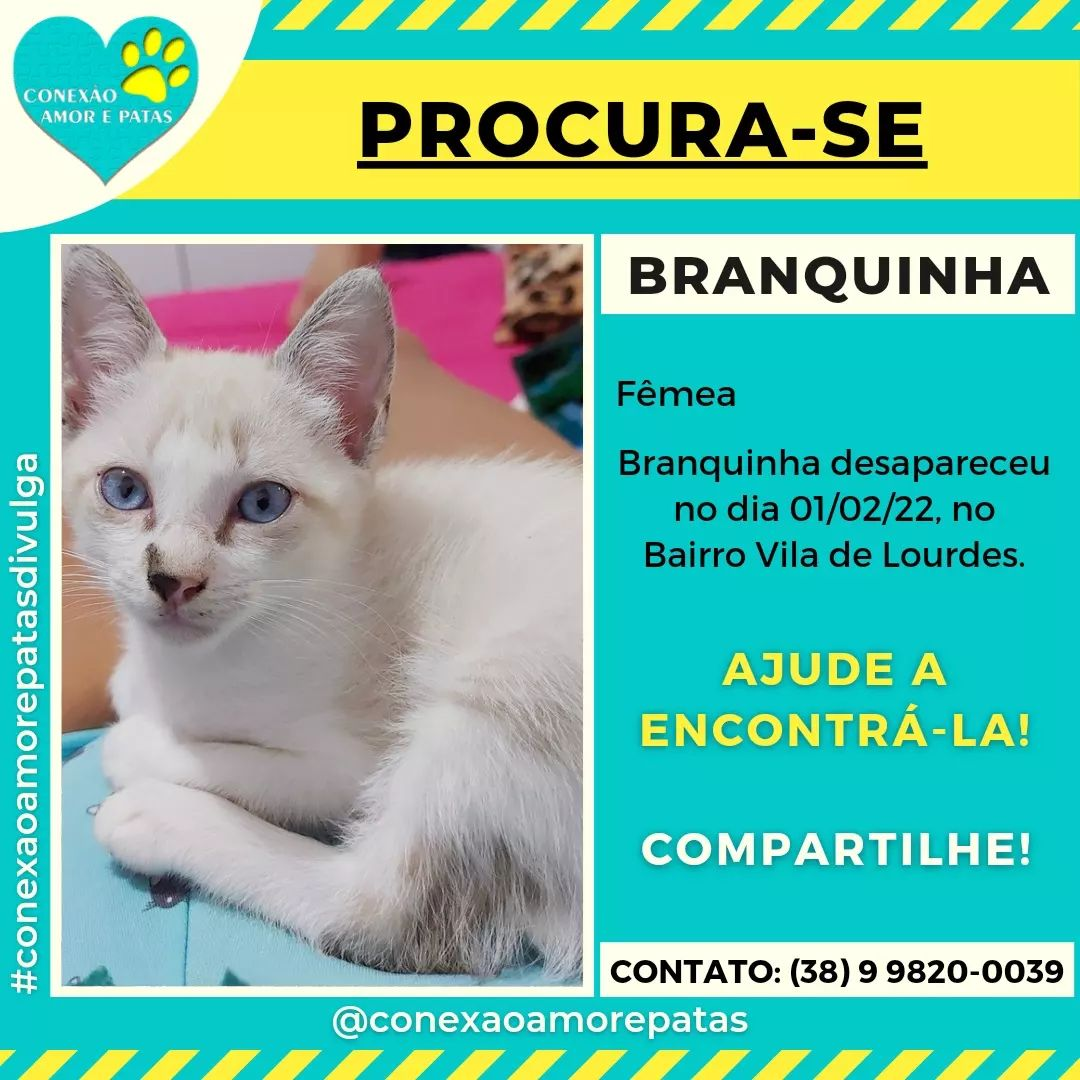 CONEXÃO
AMOR E PATAS
PROCURA-SE
BRANQUINHA
Fêmea
Branquinha desapareceu
no dia 01/02/22, no
Bairro Vila de Lourdes.
AJUDE A
ENCONTRÁ-LA!
COMPARTILHE!
CONTATO: (38) 9 9820-0039
#conexaoamorepatasdivulga
@conexaoamorepatas